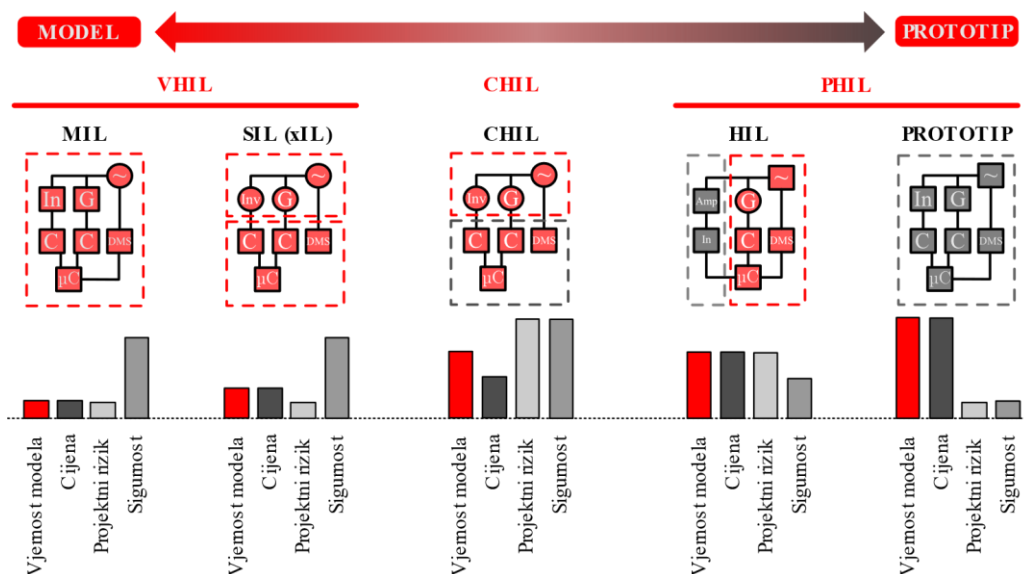 MODEL PROTOTIP
VHIL CHIL PHIL
MIL SIL (xIL) CHIL HIL PROTOTIP
~ ~ ~ ~ ~
In G Inv G Inv G Amp G In G
C C DMS C C DMS C C DMS In C DMS C C DMS
µC µC µC µC µC
Vjernost modela Cijena Projektni rizik Sigurnost
Vjernost modela Cijena Projektni rizik Sigurnost
Vjernost modela Cijena Projektni rizik Sigurnost
Vjernost modela Cijena Projektni rizik Sigurnost
Vjernost modela Cijena Projektni rizik Sigurnost